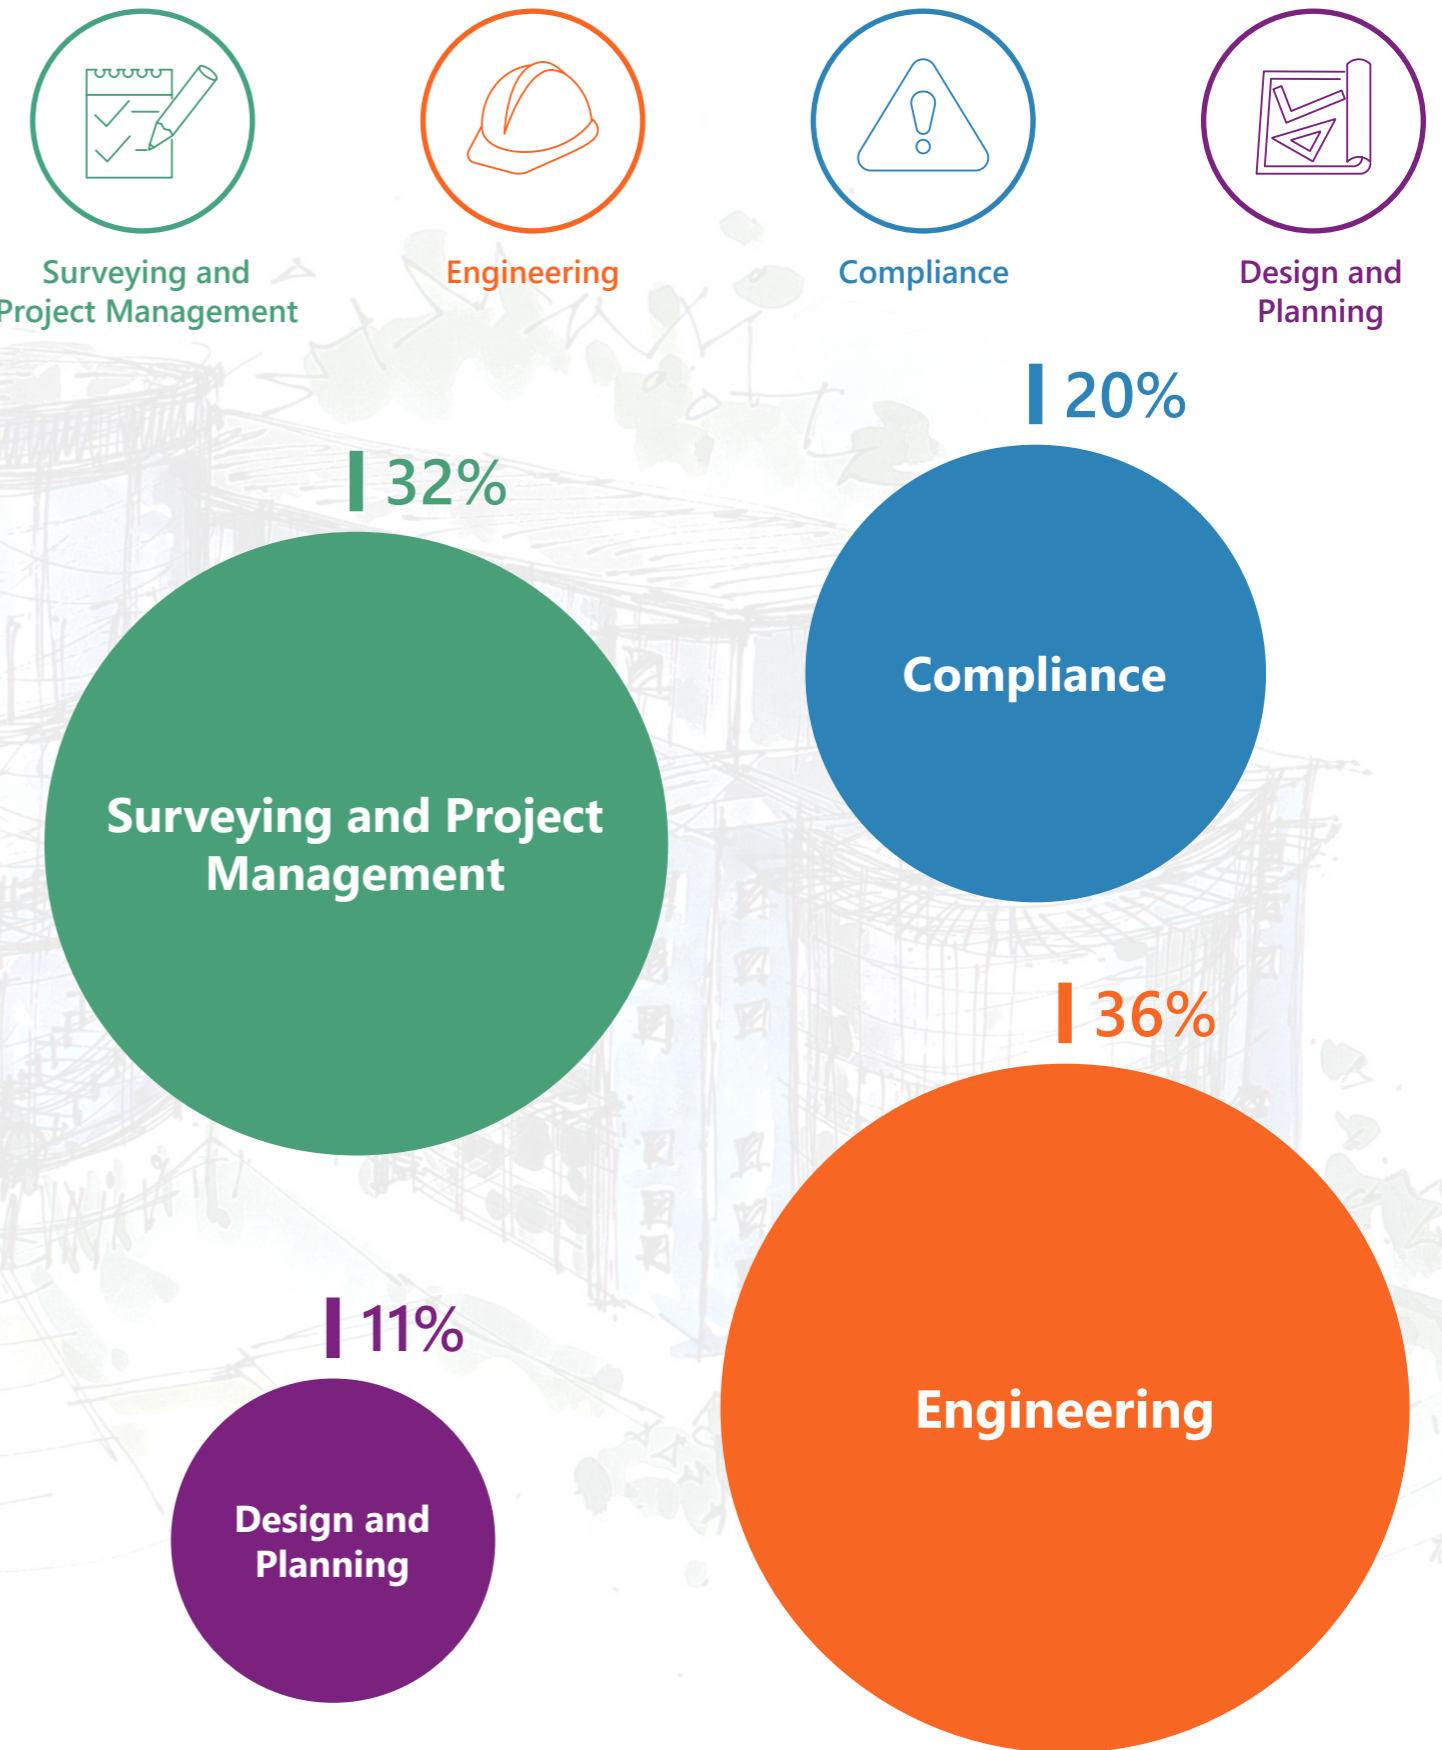 Surveying and
Project Management
Engineering
Compliance
Design and
Planning
20%
32%
Compliance
Surveying and Project
Management
36%
11%
Engineering
Design and
Planning